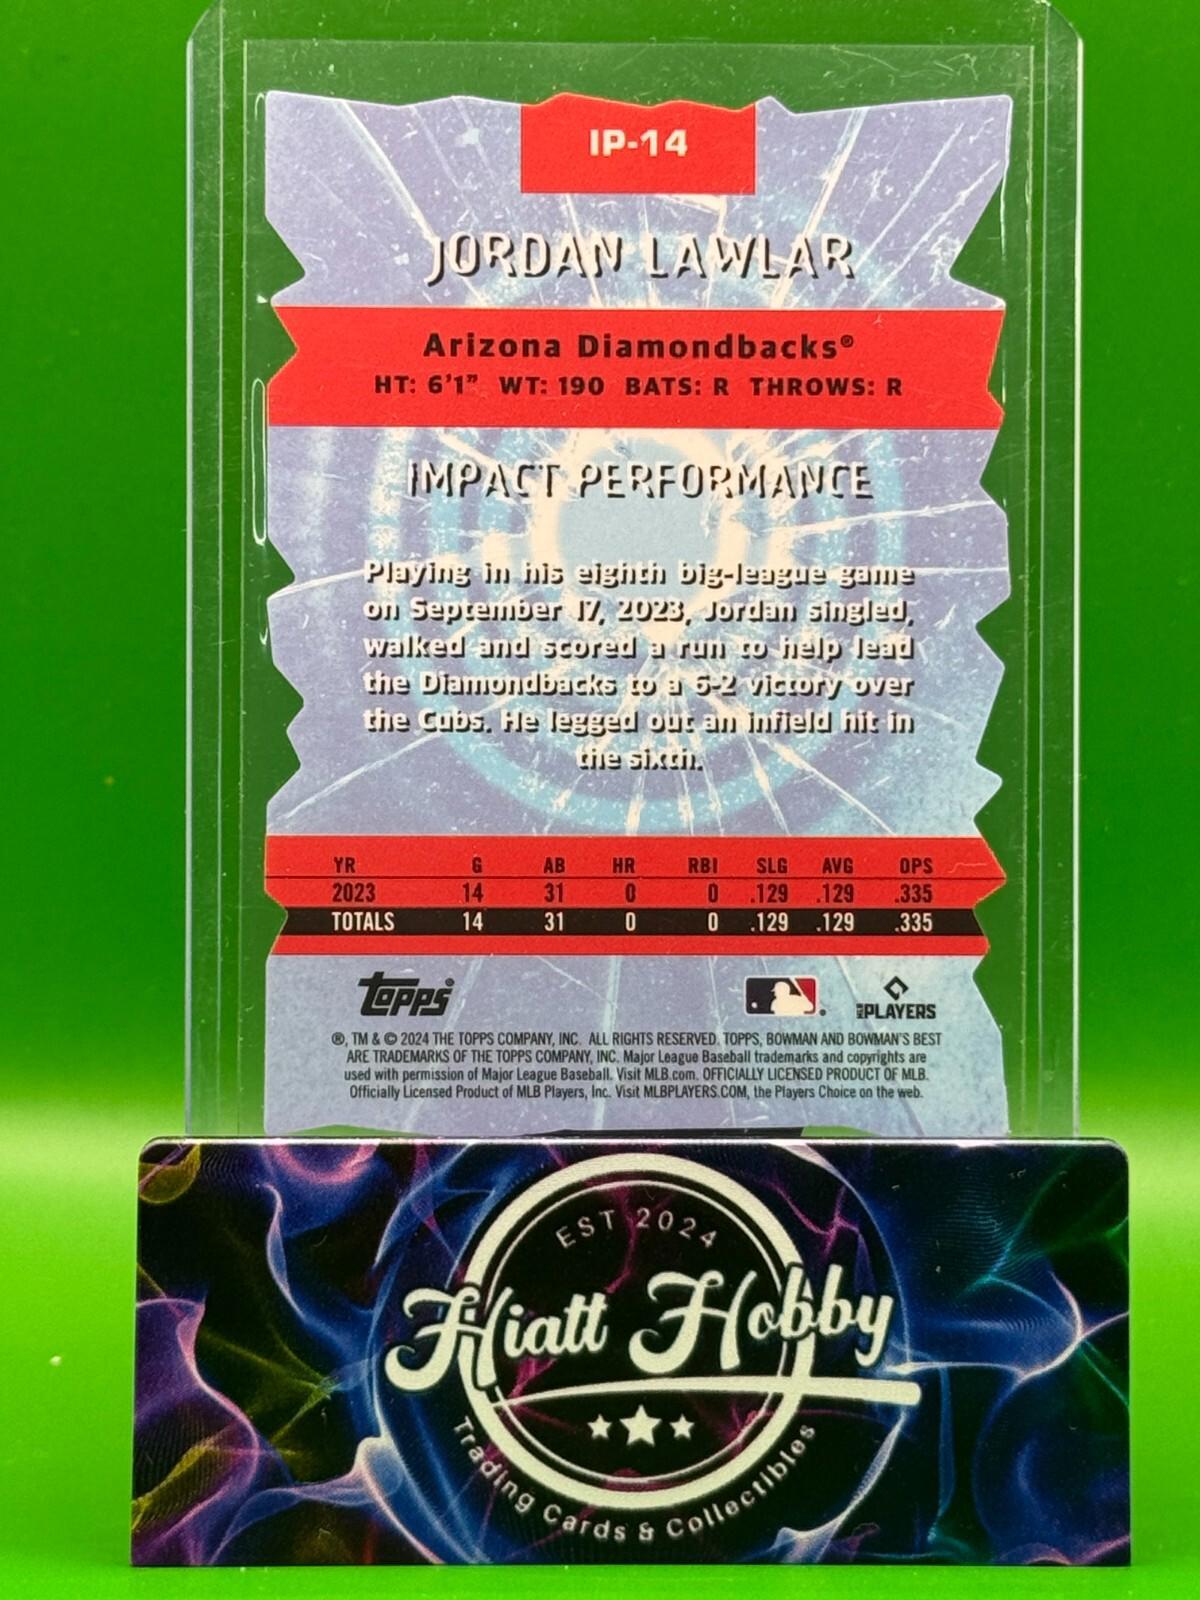 IP-14
JORDAN LAWLAR
Arizona Diamondbacks®
HT: 6'1" WT: 190 BATS: R THROWS: R
IMPACT PERFORMANCE
Playing in his eighth big-league game
on September 17, 2023, Jordan singled,
walked and scored a run to help lead
the Diamondbacks to a 6-2 victory over
the Cubs. He legged out an infield hit in
the sixth.
YR G AB HR RBI SLG AVG OPS
2023 14 31 0 0 .129 .129 .335
TOTALS 14 31 0 0 .129 .129 .335
topps® ® MLB PLAYERS
®, TM & © 2024 THE TOPPS COMPANY, INC. ALL RIGHTS RESERVED. TOPPS, BOWMAN AND BOWMAN'S BEST
ARE TRADEMARKS OF THE TOPPS COMPANY, INC. Major League Baseball trademarks and copyrights are
used with permission of Major League Baseball. Visit MLB.com. OFFICIALLY LICENSED PRODUCT OF MLB.
Officially Licensed Product of MLB Players, Inc. Visit MLBPLAYERS.COM, the Players Choice on the web.
EST 2024
Hiatt Hobby
Trading Cards & Collectibles